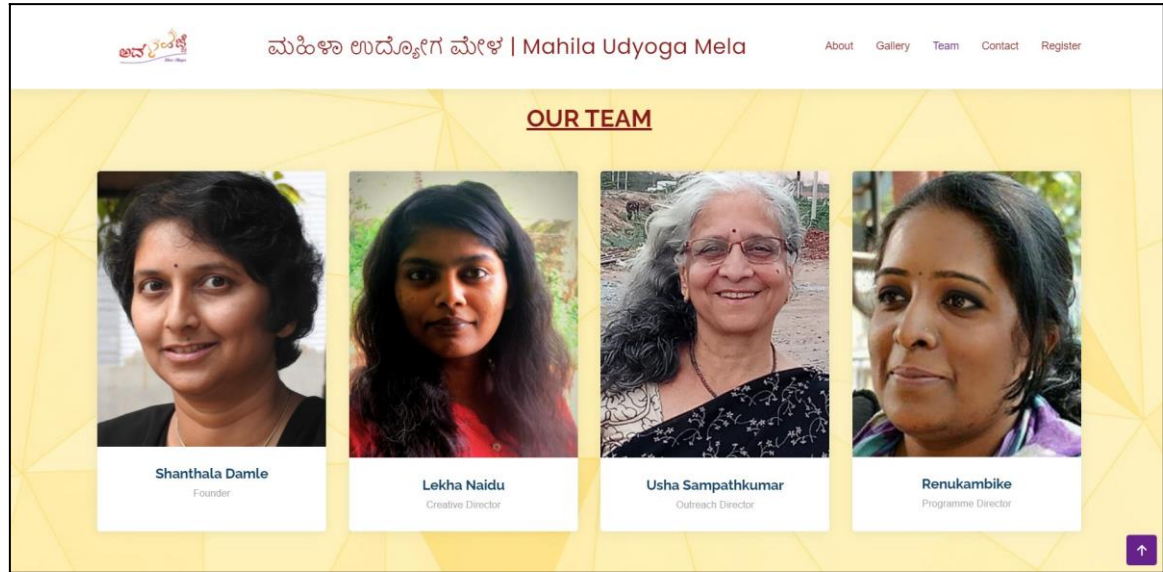 ಮಹಿಳಾ ಉದ್ಯೋಗ ಮೇಳ | Mahila Udyoga Mela
About Gallery Team Contact Register
OUR TEAM
Shanthala Damle
Founder
Lekha Naidu
Creative Director
Usha Sampathkumar
Outreach Director
Renukambike
Programme Director